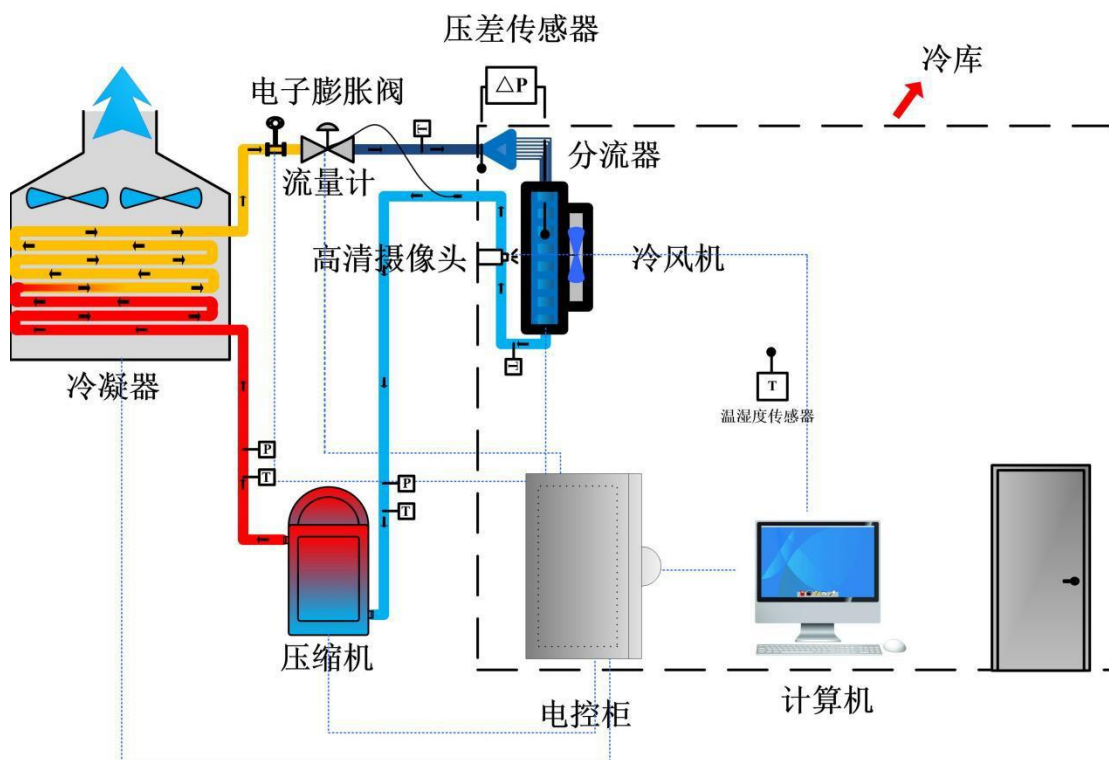 压差传感器
△P
冷库
电子膨胀阀
T
分流器
流量计
高清摄像头
冷风机
T
T
温湿度传感器
冷凝器
P
T
P
T
压缩机
电控柜
计算机